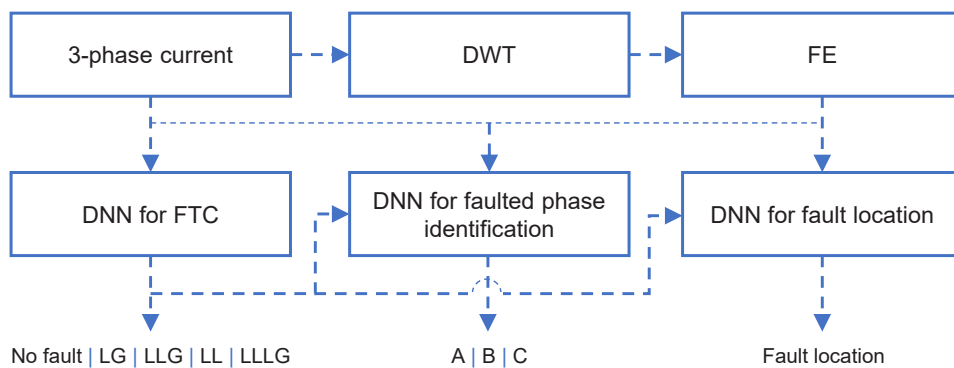 3-phase current
DWT
FE
DNN for FTC
DNN for faulted phase
identification
DNN for fault location
No fault | LG | LLG | LL | LLLG
A | B | C
Fault location